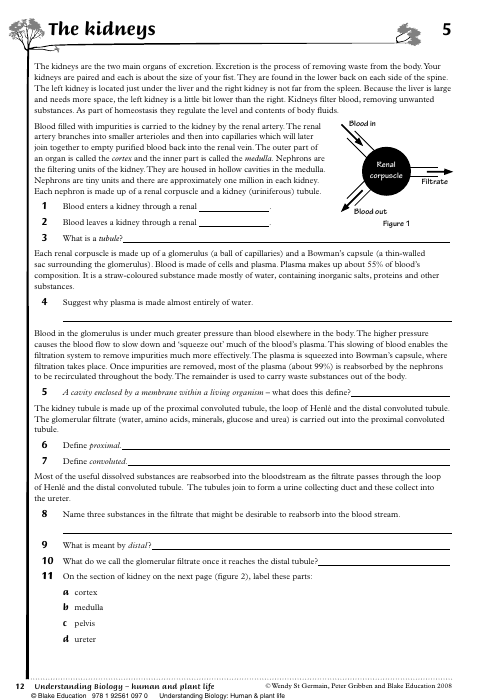 The kidneys
5
The kidneys are the two main organs of excretion. Excretion is the process of removing waste from the body. Your
kidneys are paired and each is about the size of your fist. They are found in the lower back on each side of the spine.
The left kidney is located just under the liver and the right kidney is not far from the spleen. Because the liver is large
and needs more space, the left kidney is a little bit lower than the right. Kidneys filter blood, removing unwanted
substances. As part of homeostasis they regulate the level and contents of body fluids.
Blood filled with impurities is carried to the kidney by the renal artery. The renal
artery branches into smaller arterioles and then into capillaries which will later
join together to empty purified blood back into the renal vein. The outer part of
an organ is called the cortex and the inner part is called the medulla. Nephrons are
the filtering units of the kidney. They are housed in hollow cavities in the medulla.
Nephrons are tiny units and there are approximately one million in each kidney.
Each nephron is made up of a renal corpuscle and a kidney (uriniferous) tubule.
Blood in
Renal
corpuscle
Filtrate
Blood out
Figure 1
1 Blood enters a kidney through a renal ____________.
2 Blood leaves a kidney through a renal ____________.
3 What is a tubule?
Each renal corpuscle is made up of a glomerulus (a ball of capillaries) and a Bowman's capsule (a thin-walled
sac surrounding the glomerulus). Blood is made of cells and plasma. Plasma makes up about 55% of blood's
composition. It is a straw-coloured substance made mostly of water, containing inorganic salts, proteins and other
substances.
4 Suggest why plasma is made almost entirely of water.
Blood in the glomerulus is under much greater pressure than blood elsewhere in the body. The higher pressure
causes the blood flow to slow down and 'squeeze out' much of the blood's plasma. This slowing of blood enables the
filtration system to remove impurities much more effectively. The plasma is squeezed into Bowman's capsule, where
filtration takes place. Once impurities are removed, most of the plasma (about 99%) is reabsorbed by the nephrons
to be recirculated throughout the body. The remainder is used to carry waste substances out of the body.
5 A cavity enclosed by a membrane within a living organism – what does this define?
The kidney tubule is made up of the proximal convoluted tubule, the loop of Henlé and the distal convoluted tubule.
The glomerular filtrate (water, amino acids, minerals, glucose and urea) is carried out into the proximal convoluted
tubule.
6 Define proximal.
7 Define convoluted.
Most of the useful dissolved substances are reabsorbed into the bloodstream as the filtrate passes through the loop
of Henlé and the distal convoluted tubule. The tubules join to form a urine collecting duct and these collect into
the ureter.
8 Name three substances in the filtrate that might be desirable to reabsorb into the blood stream.
9 What is meant by distal?
10 What do we call the glomerular filtrate once it reaches the distal tubule?
11 On the section of kidney on the next page (figure 2), label these parts:
a cortex
b medulla
c pelvis
d ureter
12 Understanding Biology – human and plant life
© Wendy St Germain, Peter Gribben and Blake Education 2008
© Blake Education 978 1 92561 097 0 Understanding Biology: Human & plant life